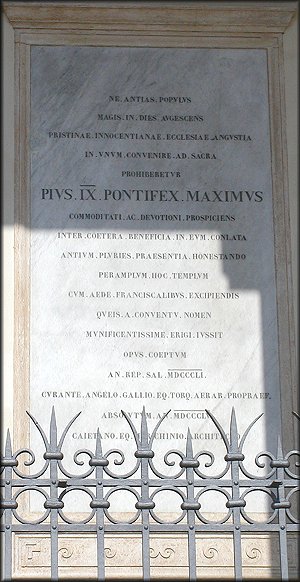 NE . ANTIAS . POPVLVS
MAGIS . IN . DIES . AVGESCENS
PRISTINAE . INNOCENTIANAE . ECCLESIAE . ANGVSTIA
IN . VNVM . CONVENIRE . AD . SACRA
PROHIBERETVR
PIVS . IX . PONTIFEX . MAXIMVS
COMMODITATI . AC . DEVOTIONI . PROSPICIENS
INTER . COETERA . BENEFICIA . IN . EVM . CONLATA
ANTIVM . PLVRIES . PRAESENTIA . HONESTANDO
PERAMPLVM . HOC . TEMPLVM
CVM . AEDE . FRANCISCALIBVS . EXCIPIENDIS
QVEIS . A . CONVENTV . NOMEN
MVNIFICENTISSIME . ERIGI . IVSSIT
OPVS . COEPTVM
AN . REP . SAL . MDCCCLI .
CVRANTE . ANGELO . GALLIO . EQ . TORQ . AERAR . PROPRAEF .
ABSOLVTVM . AN .
CAIETANO . EQ .